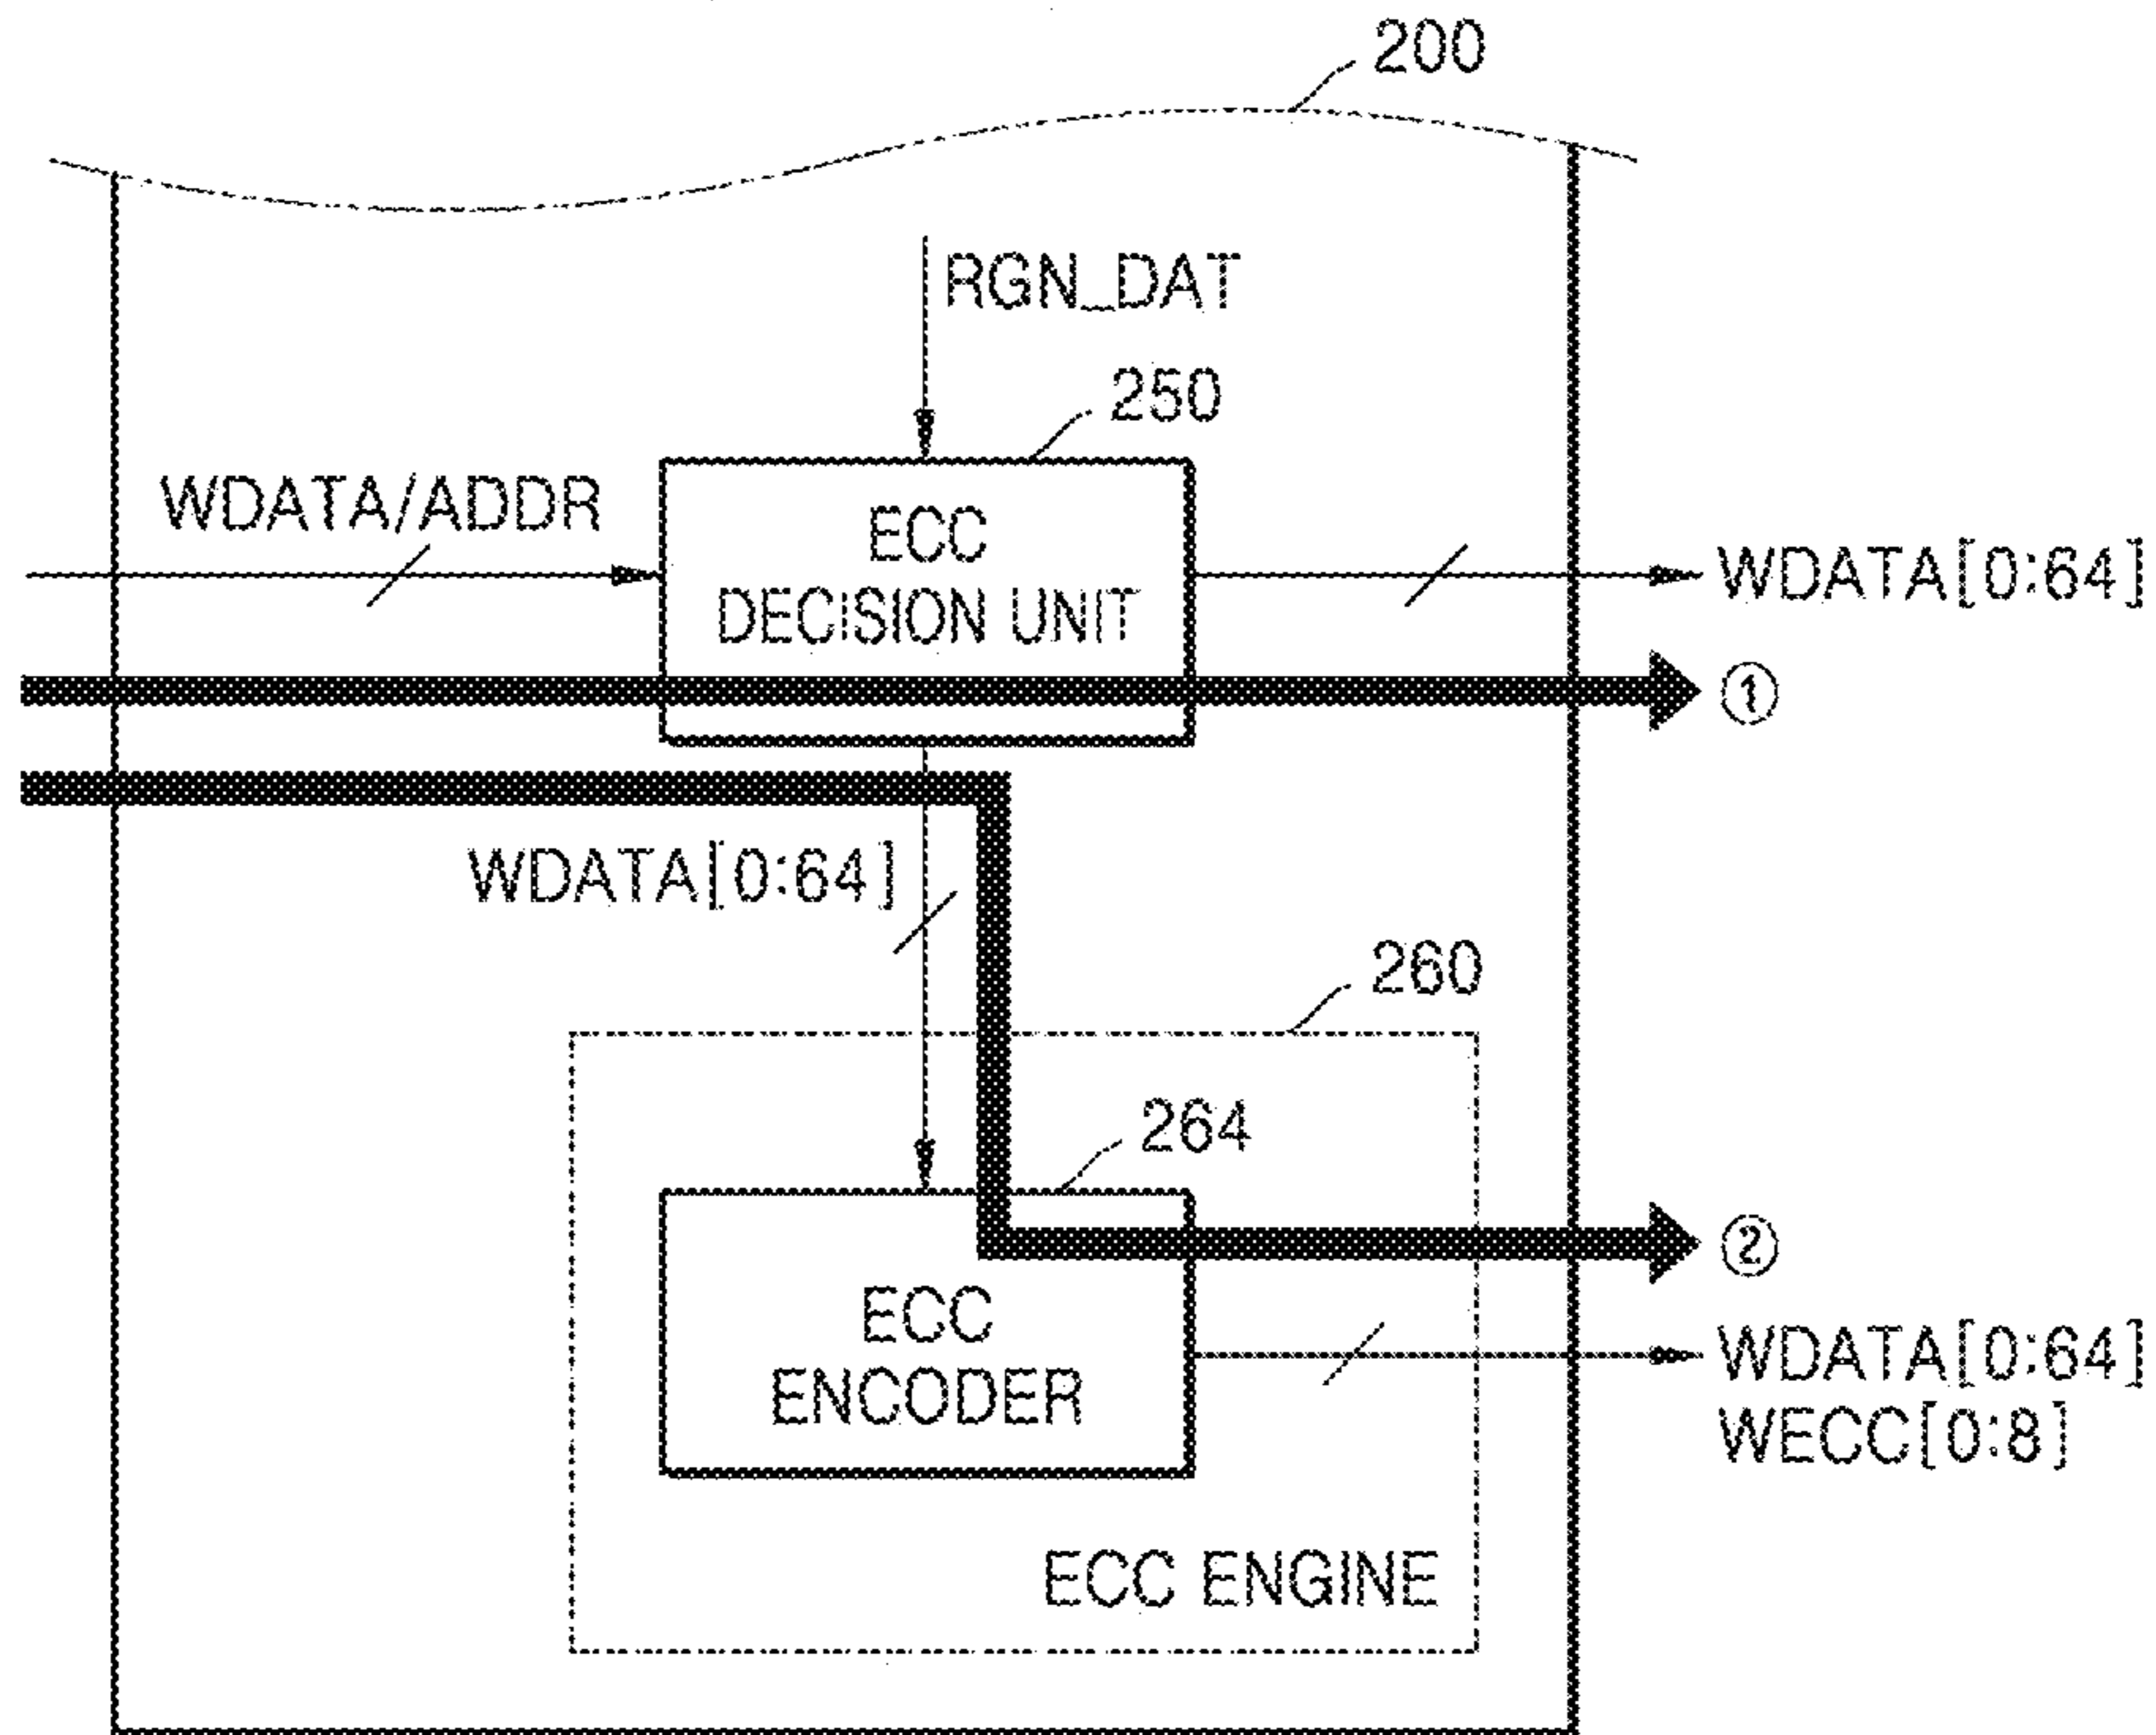 200
RGN_DAT
250
WDATA/ADDR
ECC
DECISION UNIT
WDATA[0:64]
①
WDATA[0:64]
260
264
②
ECC
ENCODER
WDATA[0:64]
WECC[0:8]
ECC ENGINE